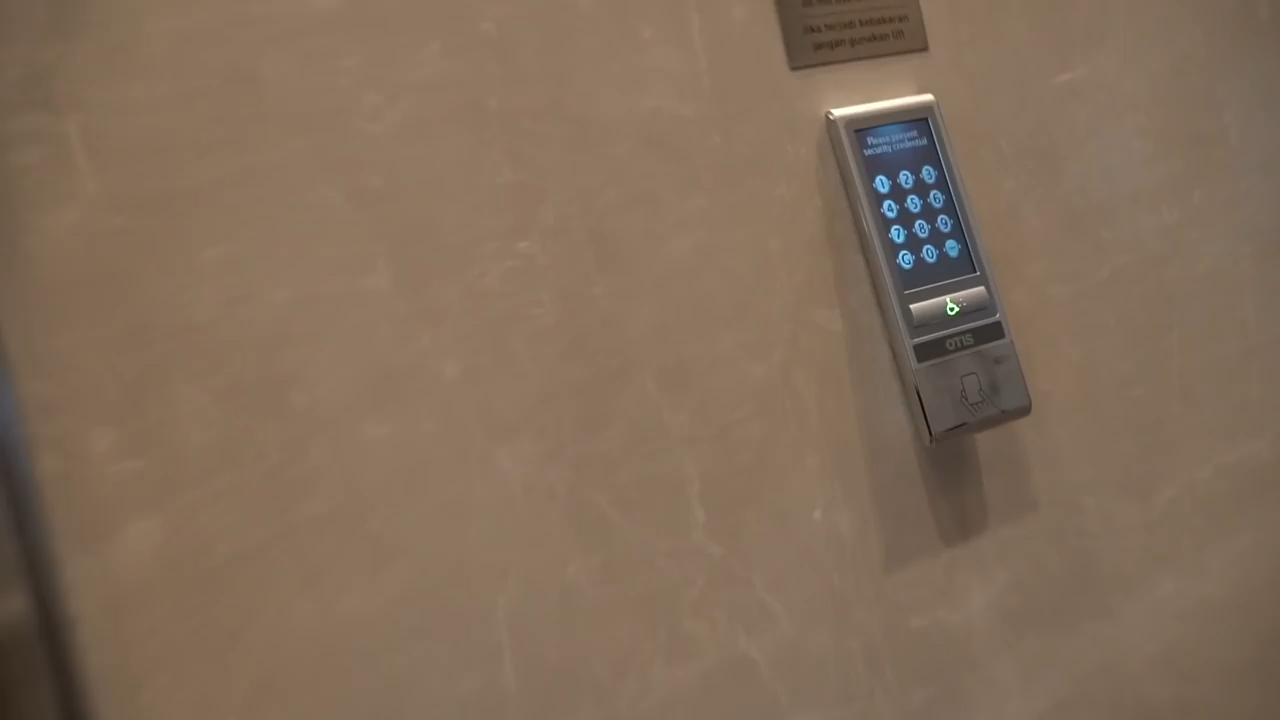 Jika terjadi kebakaran
jangan gunakan lift
Please present
security credential
1 2 3
4 5 6
7 8 9
G 0 -
OTIS